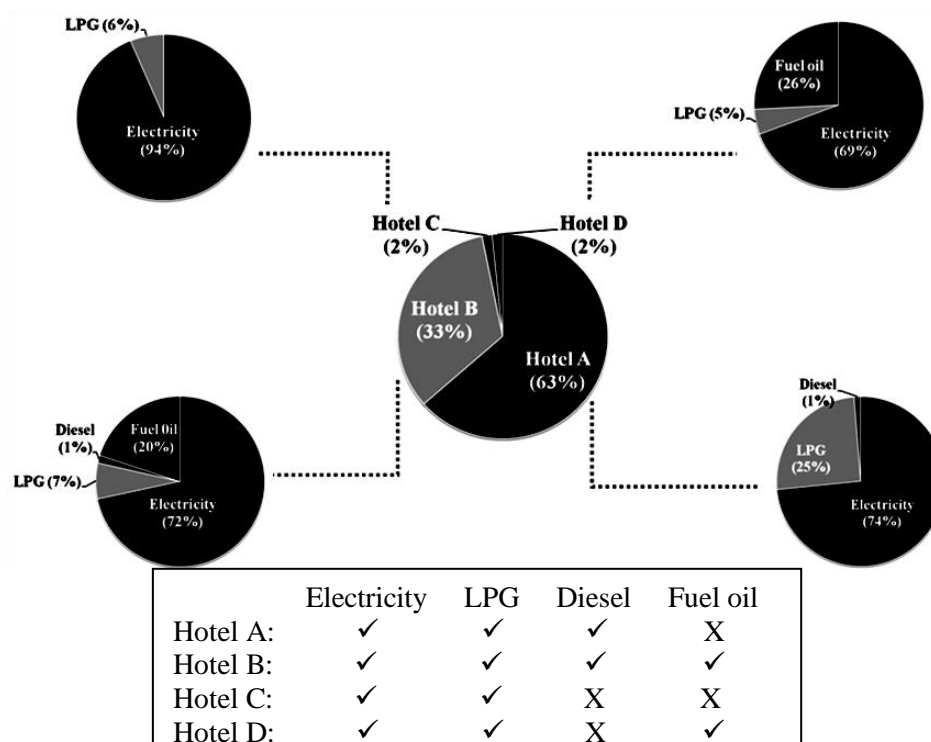 LPG (6%)
Electricity
(94%)
Fuel oil
(26%)
LPG (5%)
Electricity
(69%)
Hotel C
(2%)
Hotel D
(2%)
Hotel B
(33%)
Hotel A
(63%)
Diesel
(1%)
Fuel 0il
(20%)
LPG (7%)
Electricity
(72%)
Diesel
(1%)
LPG
(25%)
Electricity
(74%)
Electricity LPG Diesel Fuel oil
Hotel A: ✓ ✓ ✓ X
Hotel B: ✓ ✓ ✓ ✓
Hotel C: ✓ ✓ X X
Hotel D: ✓ ✓ X ✓